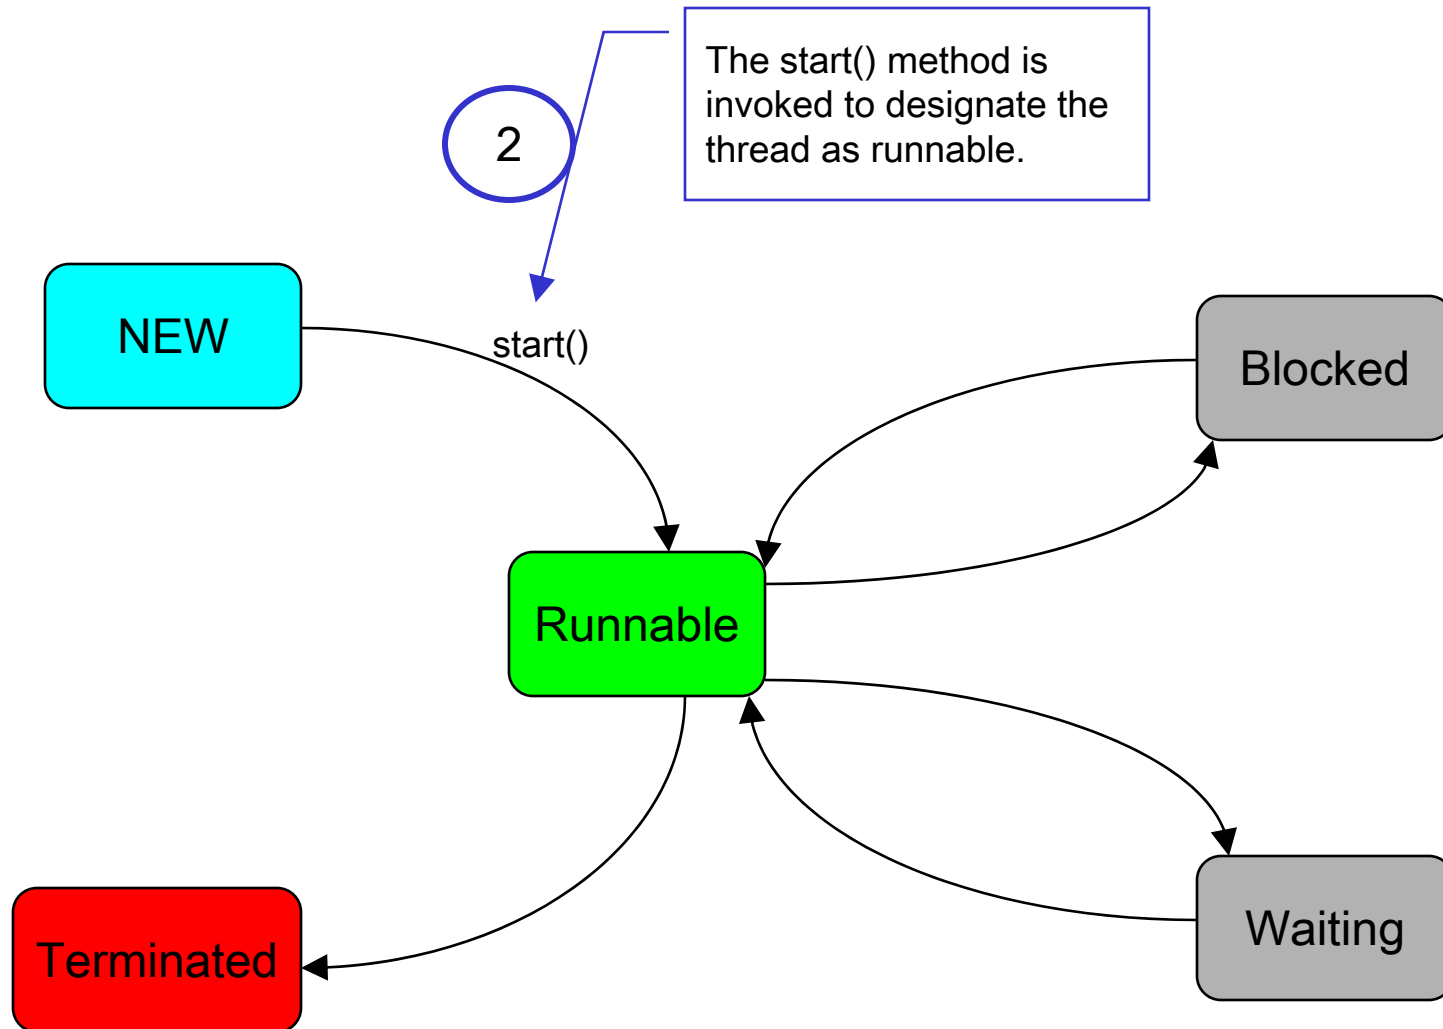 The start() method is
invoked to designate the
thread as runnable.
2
NEW
start()
Blocked
Runnable
Terminated
Waiting